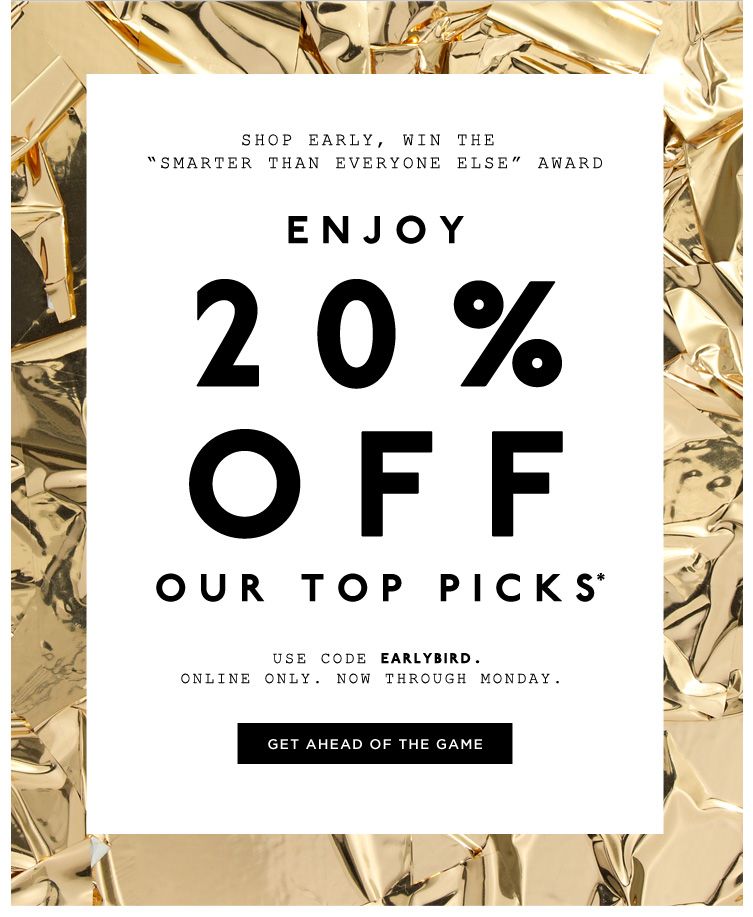 SHOP EARLY, WIN THE
“SMARTER THAN EVERYONE ELSE” AWARD
ENJOY
20%
OFF
OUR TOP PICKS*
USE CODE EARLYBIRD.
ONLINE ONLY. NOW THROUGH MONDAY.
GET AHEAD OF THE GAME